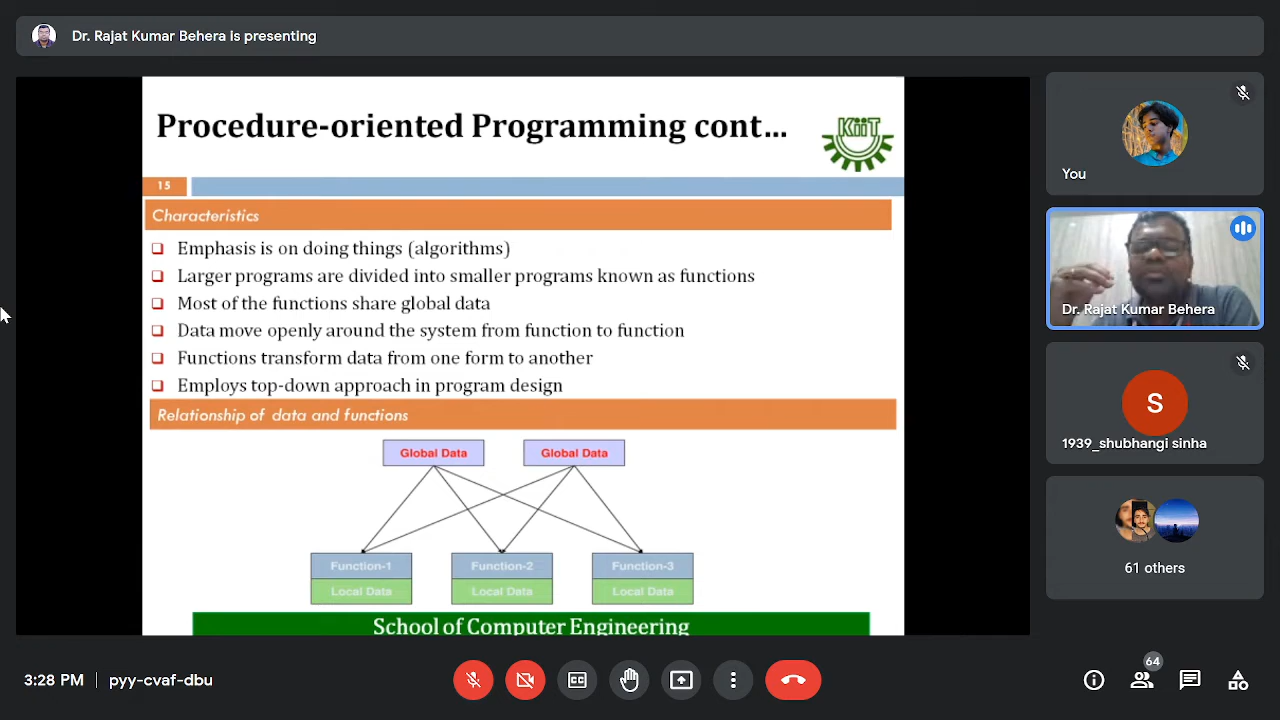 Dr. Rajat Kumar Behera is presenting
Procedure-oriented Programming cont...
KIIT
15
Characteristics
Emphasis is on doing things (algorithms)
Larger programs are divided into smaller programs known as functions
Most of the functions share global data
Data move openly around the system from function to function
Functions transform data from one form to another
Employs top-down approach in program design
Relationship of data and functions
Global Data Global Data
Function-1 Function-2 Function-3
Local Data Local Data Local Data
School of Computer Engineering
You
Dr. Rajat Kumar Behera
S
1939_shubhangi sinha
61 others
3:28 PM | pyy-cvaf-dbu
64